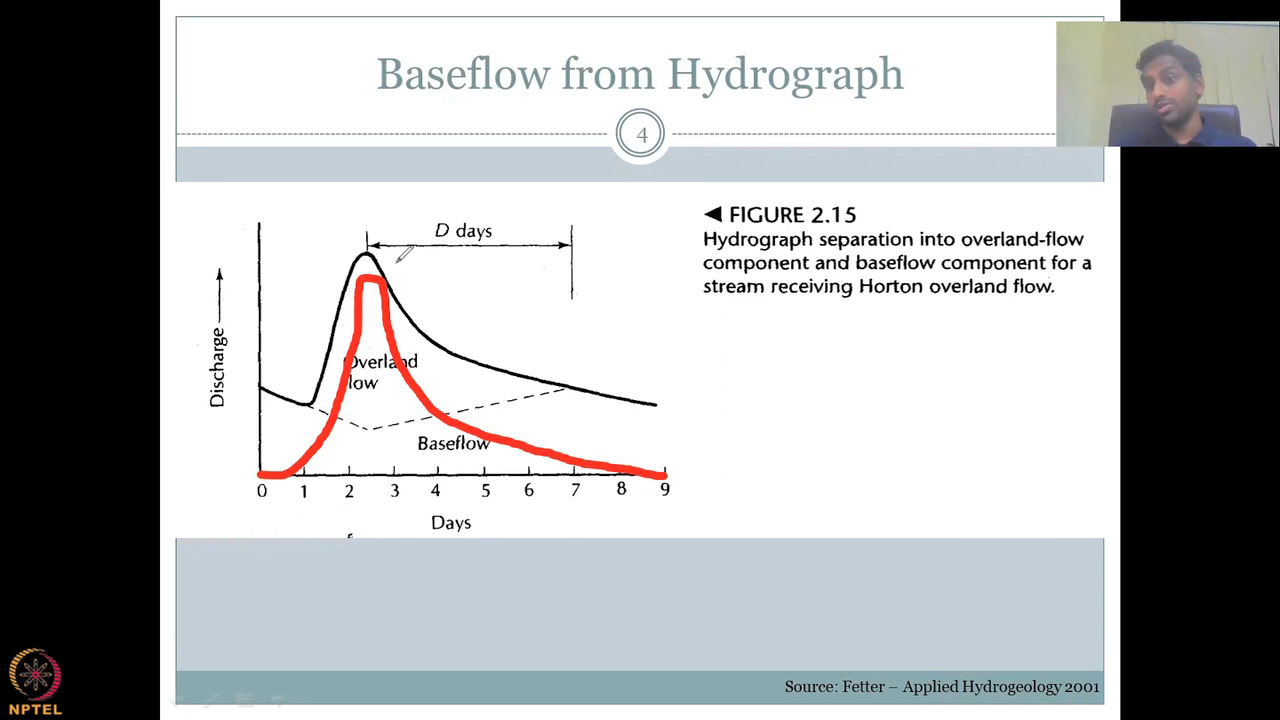 Baseflow from Hydrograph
4
D days
◄ FIGURE 2.15
Hydrograph separation into overland-flow
component and baseflow component for a
stream receiving Horton overland flow.
Discharge
Overland
low
Baseflow
0 1 2 3 4 5 6 7 8 9
Days
Source: Fetter – Applied Hydrogeology 2001
NPTEL